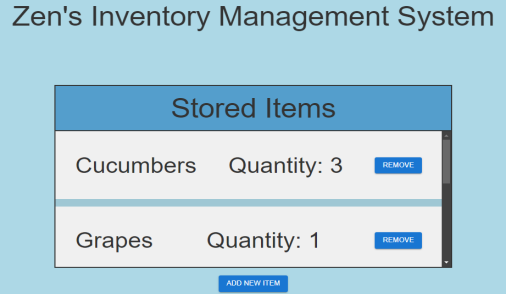 Zen's Inventory Management System
Stored Items
Cucumbers Quantity: 3 REMOVE
Grapes Quantity: 1 REMOVE
ADD NEW ITEM